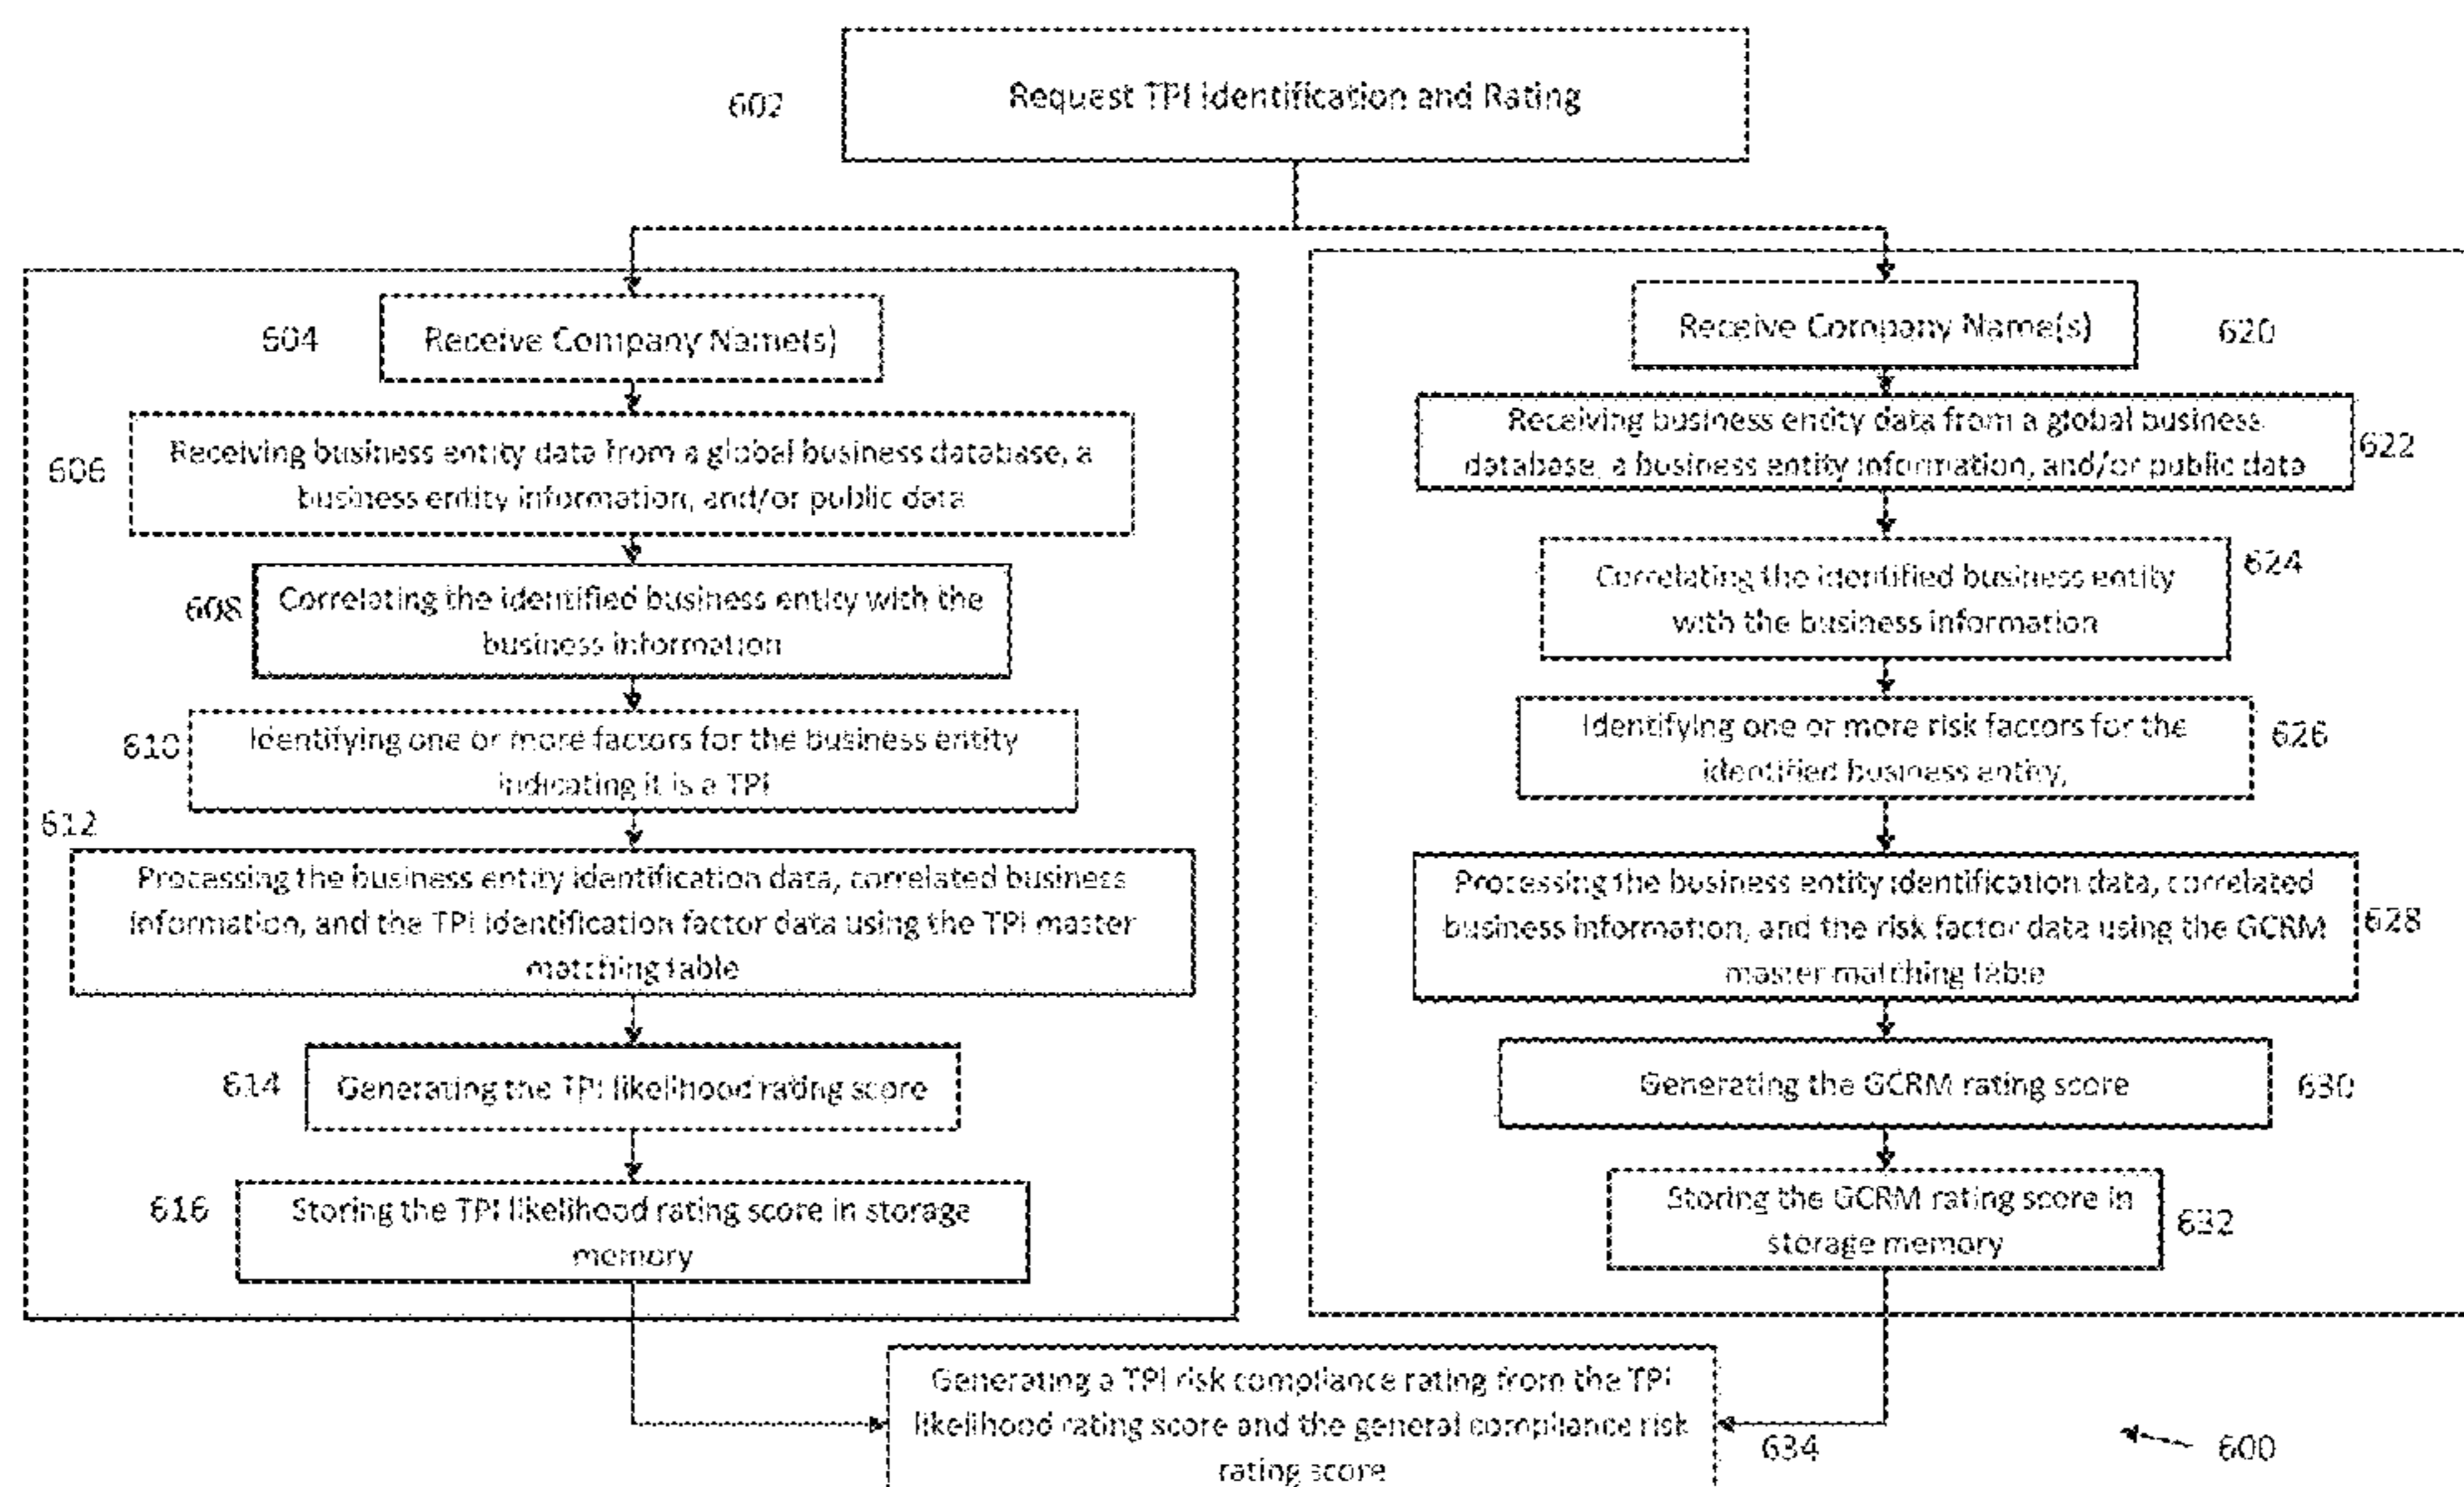 602
Request TPI Identification and Rating
604
Receive Company Name(s)
606
Receiving business entity data from a global business database, a
business entity information, and/or public data
608
Correlating the identified business entity with the
business information
610
Identifying one or more factors for the business entity
indicating it is a TPI
612
Processing the business entity identification data, correlated business
information, and the TPI identification factor data using the TPI master
matching table
614
Generating the TPI likelihood rating score
616
Storing the TPI likelihood rating score in storage
memory
Receive Company Name(s)
620
Receiving business entity data from a global business
database, a business entity information, and/or public data
622
Correlating the identified business entity
with the business information
624
Identifying one or more risk factors for the
identified business entity,
626
Processing the business entity identification data, correlated
business information, and the risk factor data using the GCRM
master matching table
628
Generating the GCRM rating score
630
Storing the GCRM rating score in
storage memory
632
Generating a TPI risk compliance rating from the TPI
likelihood rating score and the general compliance risk
rating score
634
600